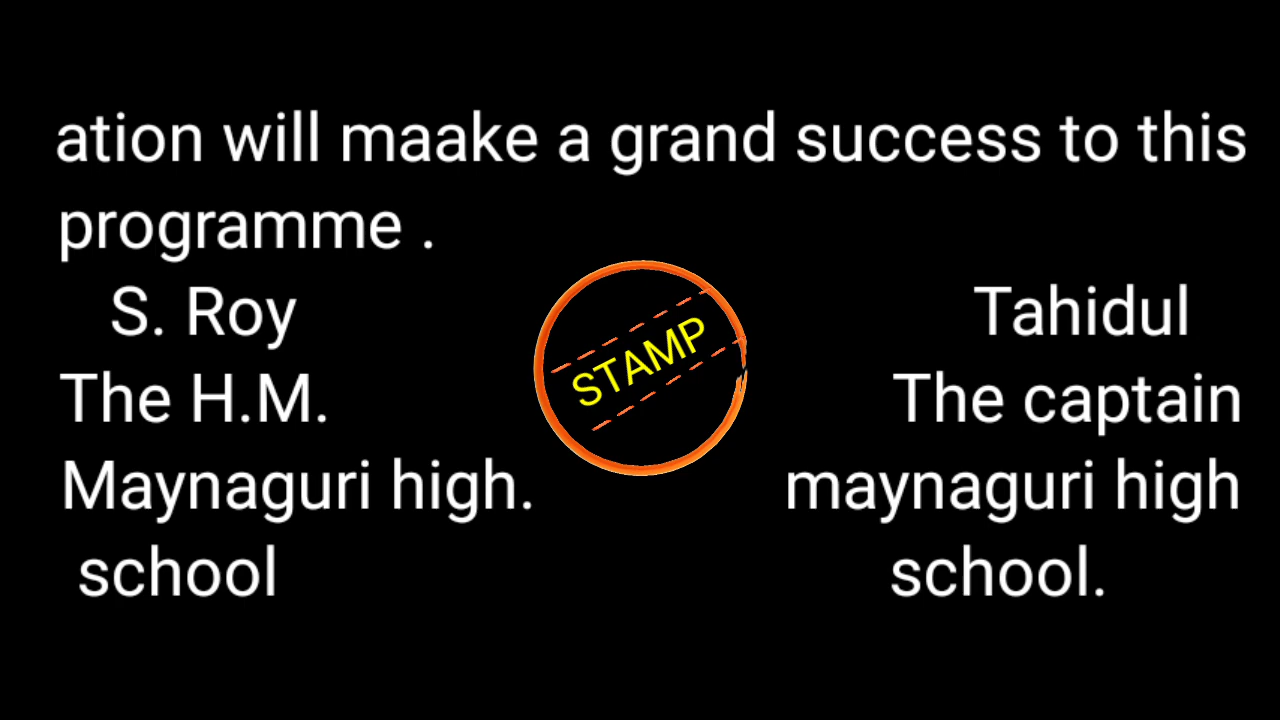 ation will maake a grand success to this
programme .
S. Roy
Tahidul
STAMP
The H.M.
The captain
Maynaguri high.
maynaguri high
school
school.